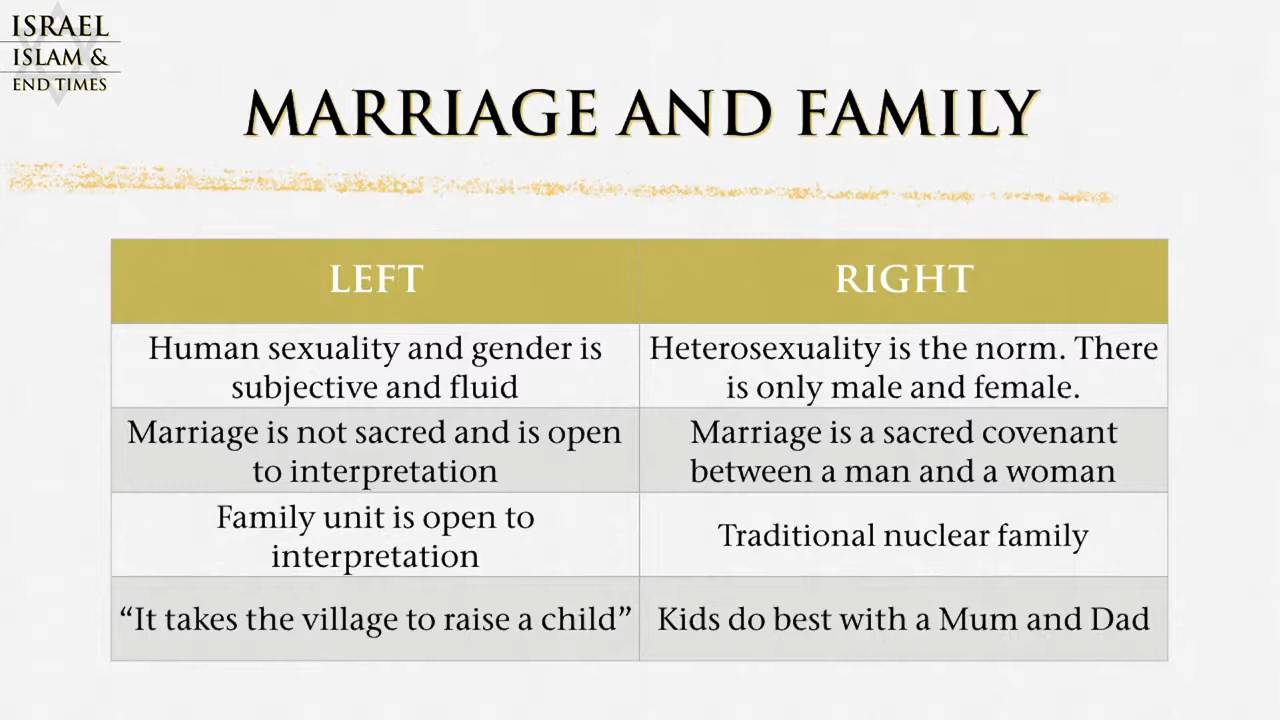 ISRAEL
ISLAM &
END TIMES
MARRIAGE AND FAMILY
LEFT
RIGHT
Human sexuality and gender is
subjective and fluid
Heterosexuality is the norm. There
is only male and female.
Marriage is not sacred and is open
to interpretation
Marriage is a sacred covenant
between a man and a woman
Family unit is open to
interpretation
Traditional nuclear family
“It takes the village to raise a child”
Kids do best with a Mum and Dad